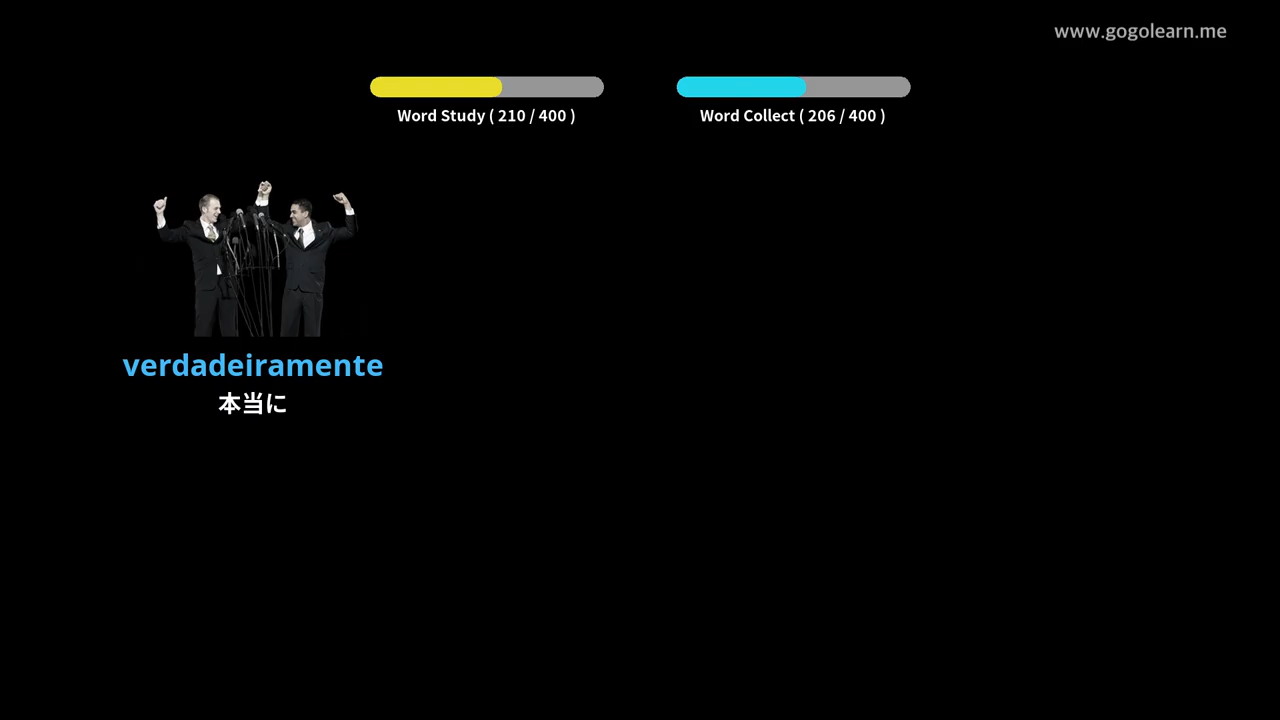 www.gogolearn.me
Word Study ( 210 / 400 )
Word Collect ( 206 / 400 )
verdadeiramente
本当に